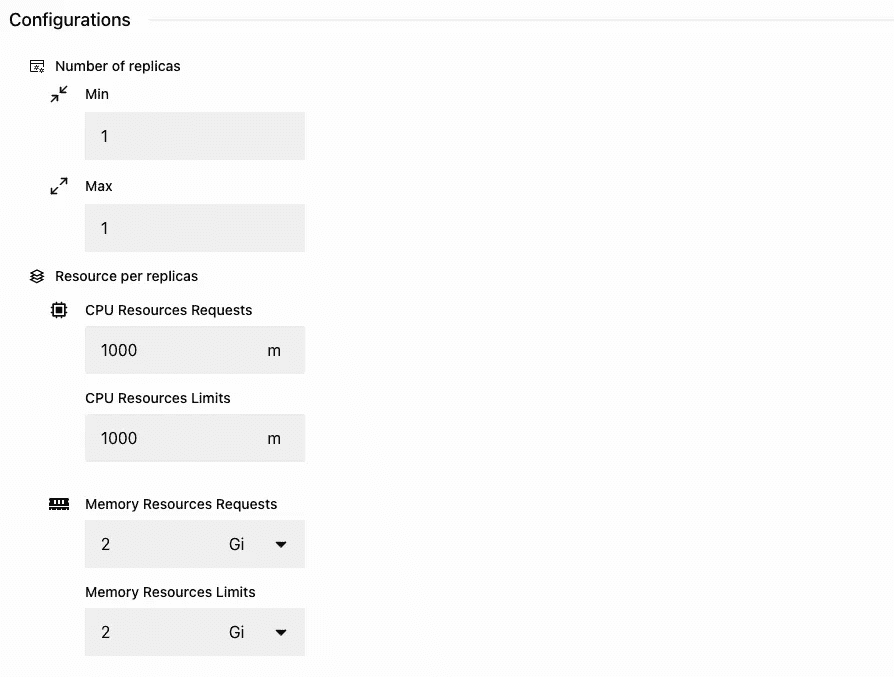 Configurations
Number of replicas
Min
1
Max
1
Resource per replicas
CPU Resources Requests
1000 m
CPU Resources Limits
1000 m
Memory Resources Requests
2 Gi
Memory Resources Limits
2 Gi